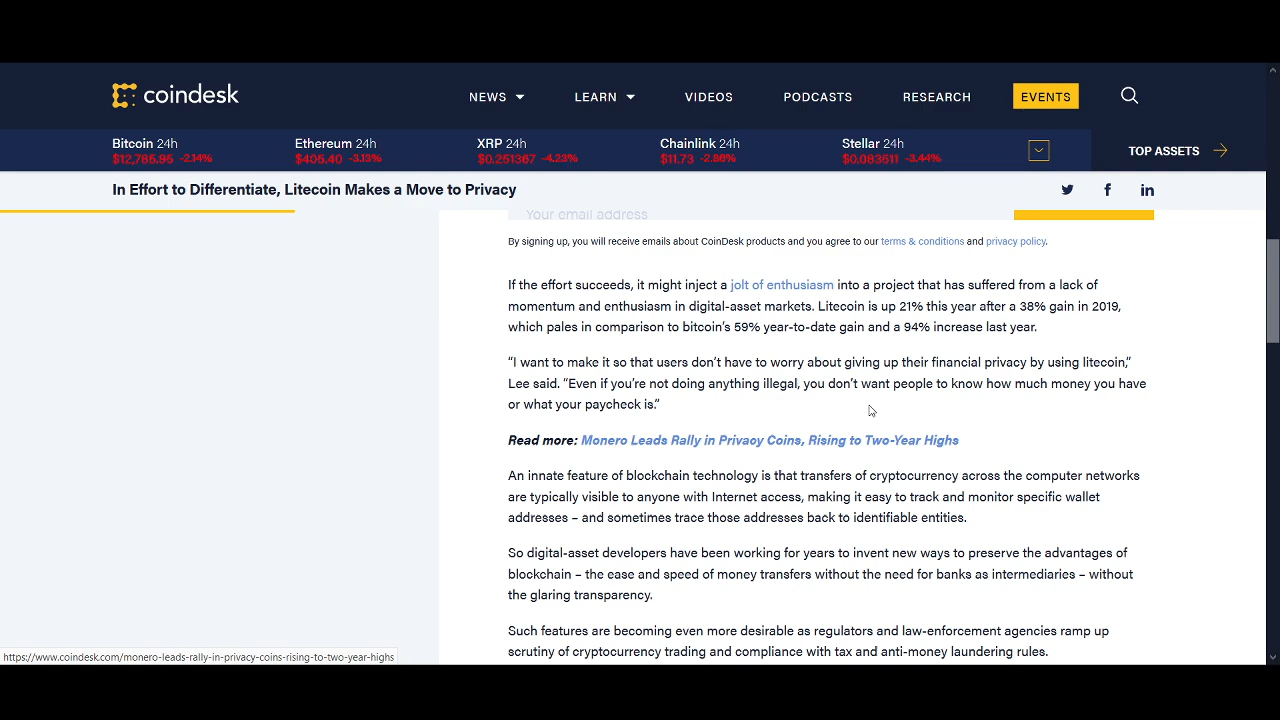 coindesk
NEWS
LEARN
VIDEOS
PODCASTS
RESEARCH
EVENTS
Bitcoin 24h
$12,785.95 -2.14%
Ethereum 24h
$405.40 -3.13%
XRP 24h
$0.251367 -4.23%
Chainlink 24h
$11.73 -2.86%
Stellar 24h
$0.083511 -3.44%
TOP ASSETS
In Effort to Differentiate, Litecoin Makes a Move to Privacy
Your email address
By signing up, you will receive emails about CoinDesk products and you agree to our terms & conditions and privacy policy.
If the effort succeeds, it might inject a jolt of enthusiasm into a project that has suffered from a lack of
momentum and enthusiasm in digital-asset markets. Litecoin is up 21% this year after a 38% gain in 2019,
which pales in comparison to bitcoin’s 59% year-to-date gain and a 94% increase last year.
“I want to make it so that users don’t have to worry about giving up their financial privacy by using litecoin,”
Lee said. “Even if you’re not doing anything illegal, you don’t want people to know how much money you have
or what your paycheck is.”
Read more: Monero Leads Rally in Privacy Coins, Rising to Two-Year Highs
An innate feature of blockchain technology is that transfers of cryptocurrency across the computer networks
are typically visible to anyone with Internet access, making it easy to track and monitor specific wallet
addresses – and sometimes trace those addresses back to identifiable entities.
So digital-asset developers have been working for years to invent new ways to preserve the advantages of
blockchain – the ease and speed of money transfers without the need for banks as intermediaries – without
the glaring transparency.
Such features are becoming even more desirable as regulators and law-enforcement agencies ramp up
scrutiny of cryptocurrency trading and compliance with tax and anti-money laundering rules.
https://www.coindesk.com/monero-leads-rally-in-privacy-coins-rising-to-two-year-highs